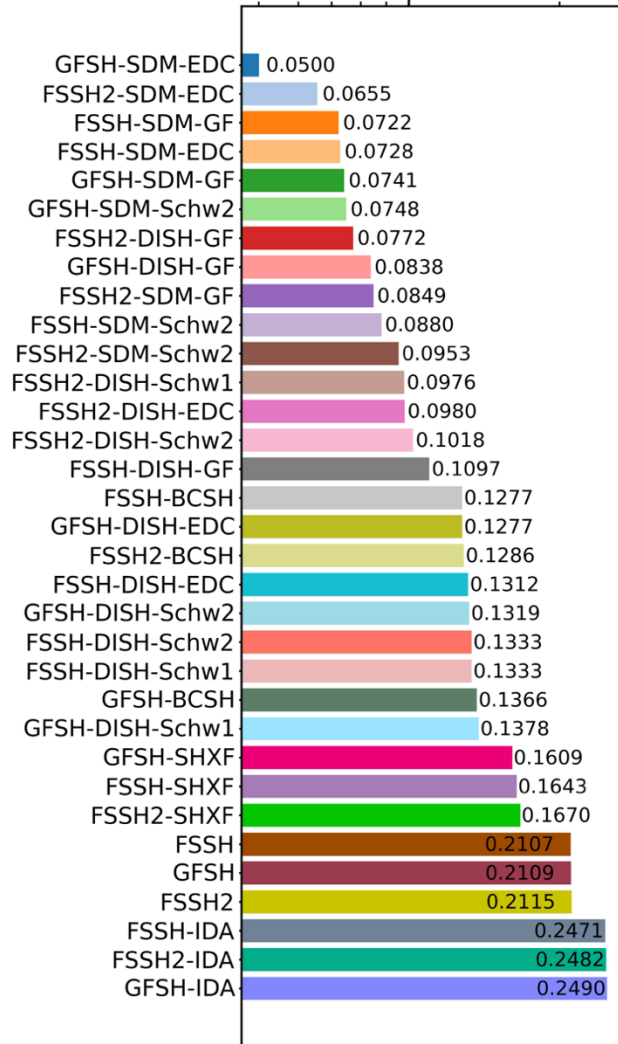 GFSH-SDM-EDC 0.0500
FSSH2-SDM-EDC 0.0655
FSSH-SDM-GF 0.0722
FSSH-SDM-EDC 0.0728
GFSH-SDM-GF 0.0741
GFSH-SDM-Schw2 0.0748
FSSH2-DISH-GF 0.0772
GFSH-DISH-GF 0.0838
FSSH2-SDM-GF 0.0849
FSSH-SDM-Schw2 0.0880
FSSH2-SDM-Schw2 0.0953
FSSH2-DISH-Schw1 0.0976
FSSH2-DISH-EDC 0.0980
FSSH2-DISH-Schw2 0.1018
FSSH-DISH-GF 0.1097
FSSH-BCSH 0.1277
GFSH-DISH-EDC 0.1277
FSSH2-BCSH 0.1286
FSSH-DISH-EDC 0.1312
GFSH-DISH-Schw2 0.1319
FSSH-DISH-Schw2 0.1333
FSSH-DISH-Schw1 0.1333
GFSH-BCSH 0.1366
GFSH-DISH-Schw1 0.1378
GFSH-SHXF 0.1609
FSSH-SHXF 0.1643
FSSH2-SHXF 0.1670
FSSH 0.2107
GFSH 0.2109
FSSH2 0.2115
FSSH-IDA 0.2471
FSSH2-IDA 0.2482
GFSH-IDA 0.2490